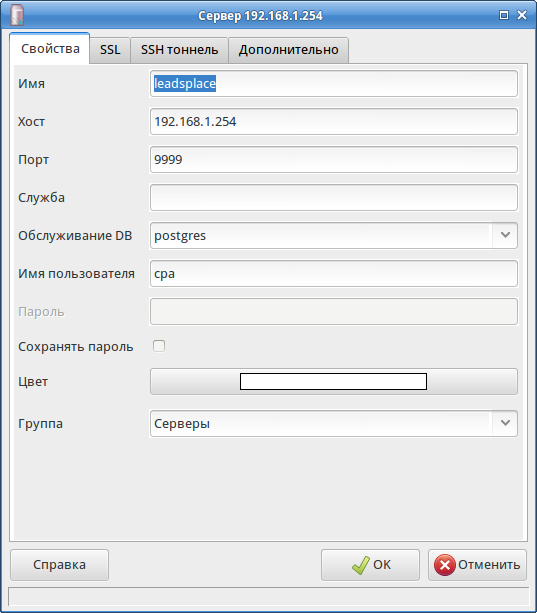 Сервер 192.168.1.254
Свойства SSL SSH тоннель Дополнительно
Имя leadsplace
Хост 192.168.1.254
Порт 9999
Служба
Обслуживание DB postgres
Имя пользователя cpa
Пароль
Сохранять пароль
Цвет
Группа Серверы
Справка OK Отменить